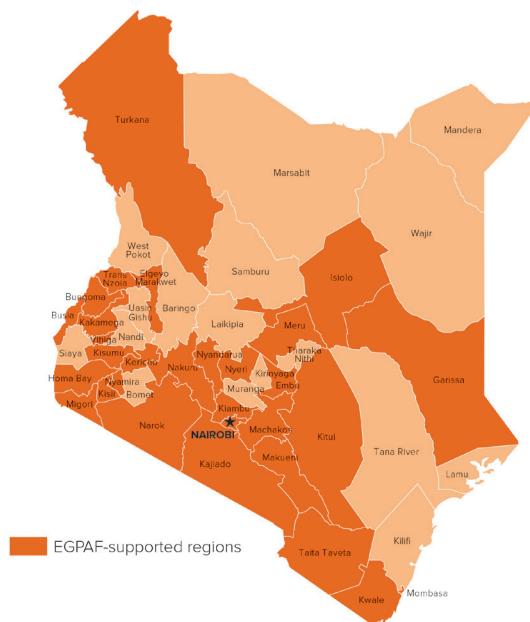 Turkana
Mandera
Marsabit
Wajir
West
Pokot
Samburu
Isiolo
Trans
Nzoia
Elgeyo
Marakwet
Bungoma
Uasin
Gishu
Baringo
Busia
Kakamega
Laikipia
Meru
Vihiga
Nandi
Siaya
Kisumu
Nyandarua
Tharaka
Nithi
Kericho
Nakuru
Nyeri
Kirinyaga
Homa Bay
Nyamira
Embu
Garissa
Muranga
Kisii
Bomet
Migori
Kiambu
Narok
NAIROBI
Machakos
Kitui
Tana River
Makueni
Kajiado
Lamu
Kilifi
EGPAF-supported regions
Taita Taveta
Mombasa
Kwale